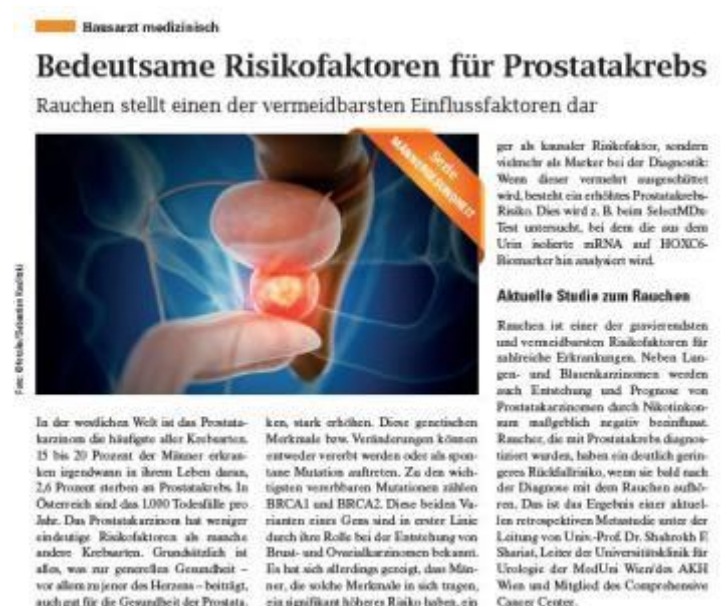 Hausarzt medizinisch
Bedeutsame Risikofaktoren für Prostatakrebs
Rauchen stellt einen der vermeidbarsten Einflussfaktoren dar
Serie
MÄNNERGESUNDHEIT
Foto: ©fotolia/Sebastian Kaulitzki
In der westlichen Welt ist das Prostata-
karzinom die häufigste aller Krebsarten.
15 bis 20 Prozent der Männer erkran-
ken irgendwann in ihrem Leben daran,
2,6 Prozent sterben an Prostatakrebs. In
Österreich sind das 1.000 Todesfälle pro
Jahr. Das Prostatakarzinom hat weniger
eindeutige Risikofaktoren als manche
andere Krebsarten. Grundsätzlich ist
alles, was zur generellen Gesundheit –
vor allem zu jener des Herzens – beiträgt,
auch gut für die Gesundheit der Prostata.
ken, stark erhöhen. Diese genetischen
Merkmale bzw. Veränderungen können
entweder vererbt werden oder als spon-
tane Mutation auftreten. Zu den wich-
tigsten vererbbaren Mutationen zählen
BRCA1 und BRCA2. Diese beiden Va-
rianten eines Gens sind in erster Linie
durch ihre Rolle bei der Entstehung von
Brust- und Ovarialkarzinomen bekannt.
Es hat sich allerdings gezeigt, dass Män-
ner, die solche Merkmale in sich tragen,
ein signifikant höheres Risiko haben, ein
ger als kausaler Risikofaktor, sondern
vielmehr als Marker bei der Diagnostik:
Wenn dieser vermehrt ausgeschüttet
wird, besteht ein erhöhtes Prostatakrebs-
Risiko. Dies wird z. B. beim SelectMDx-
Test untersucht, bei dem die aus dem
Urin isolierte mRNA auf HOXC6-
Biomarker hin analysiert wird.
Aktuelle Studie zum Rauchen
Rauchen ist einer der gravierendsten
und vermeidbarsten Risikofaktoren für
zahlreiche Erkrankungen. Neben Lun-
gen- und Blasenkarzinomen werden
auch Entstehung und Prognose von
Prostatakarzinomen durch Nikotinkon-
sum maßgeblich negativ beeinflusst.
Raucher, die mit Prostatakrebs diagnos-
tiziert wurden, haben ein deutlich gerin-
geres Rückfallrisiko, wenn sie bald nach
der Diagnose mit dem Rauchen aufhö-
ren. Das ist das Ergebnis einer aktuel-
len retrospektiven Metastudie unter der
Leitung von Univ.-Prof. Dr. Shahrokh F.
Shariat, Leiter der Universitätsklinik für
Urologie der MedUni Wien/des AKH
Wien und Mitglied des Comprehensive
Cancer Center.